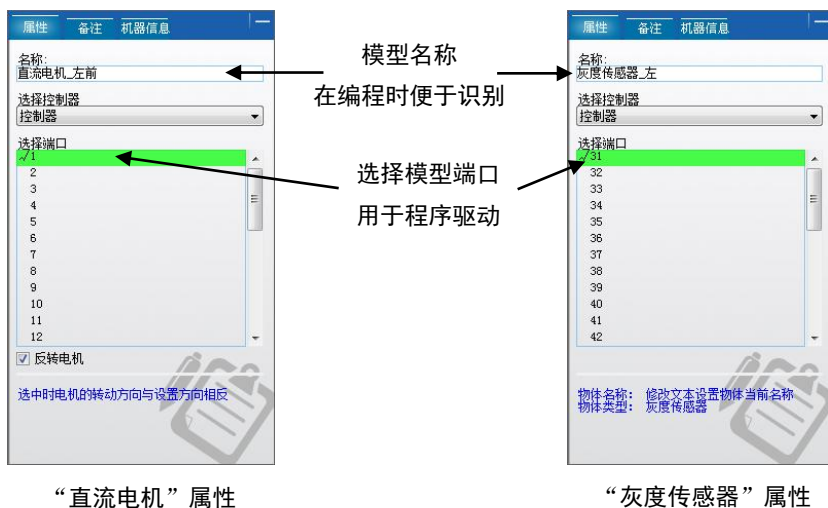 属性 备注 机器信息
名称:
直流电机_左前
选择控制器
控制器
选择端口
√1
2
3
4
5
6
7
8
9
10
11
12
反转电机
选中时电机的转动方向与设置方向相反
“直流电机”属性
模型名称
在编程时便于识别
选择模型端口
用于程序驱动
属性 备注 机器信息
名称:
灰度传感器_左
选择控制器
控制器
选择端口
√31
32
33
34
35
36
37
38
39
40
41
42
物体名称: 修改文本设置物体当前名称
物体类型: 灰度传感器
“灰度传感器”属性